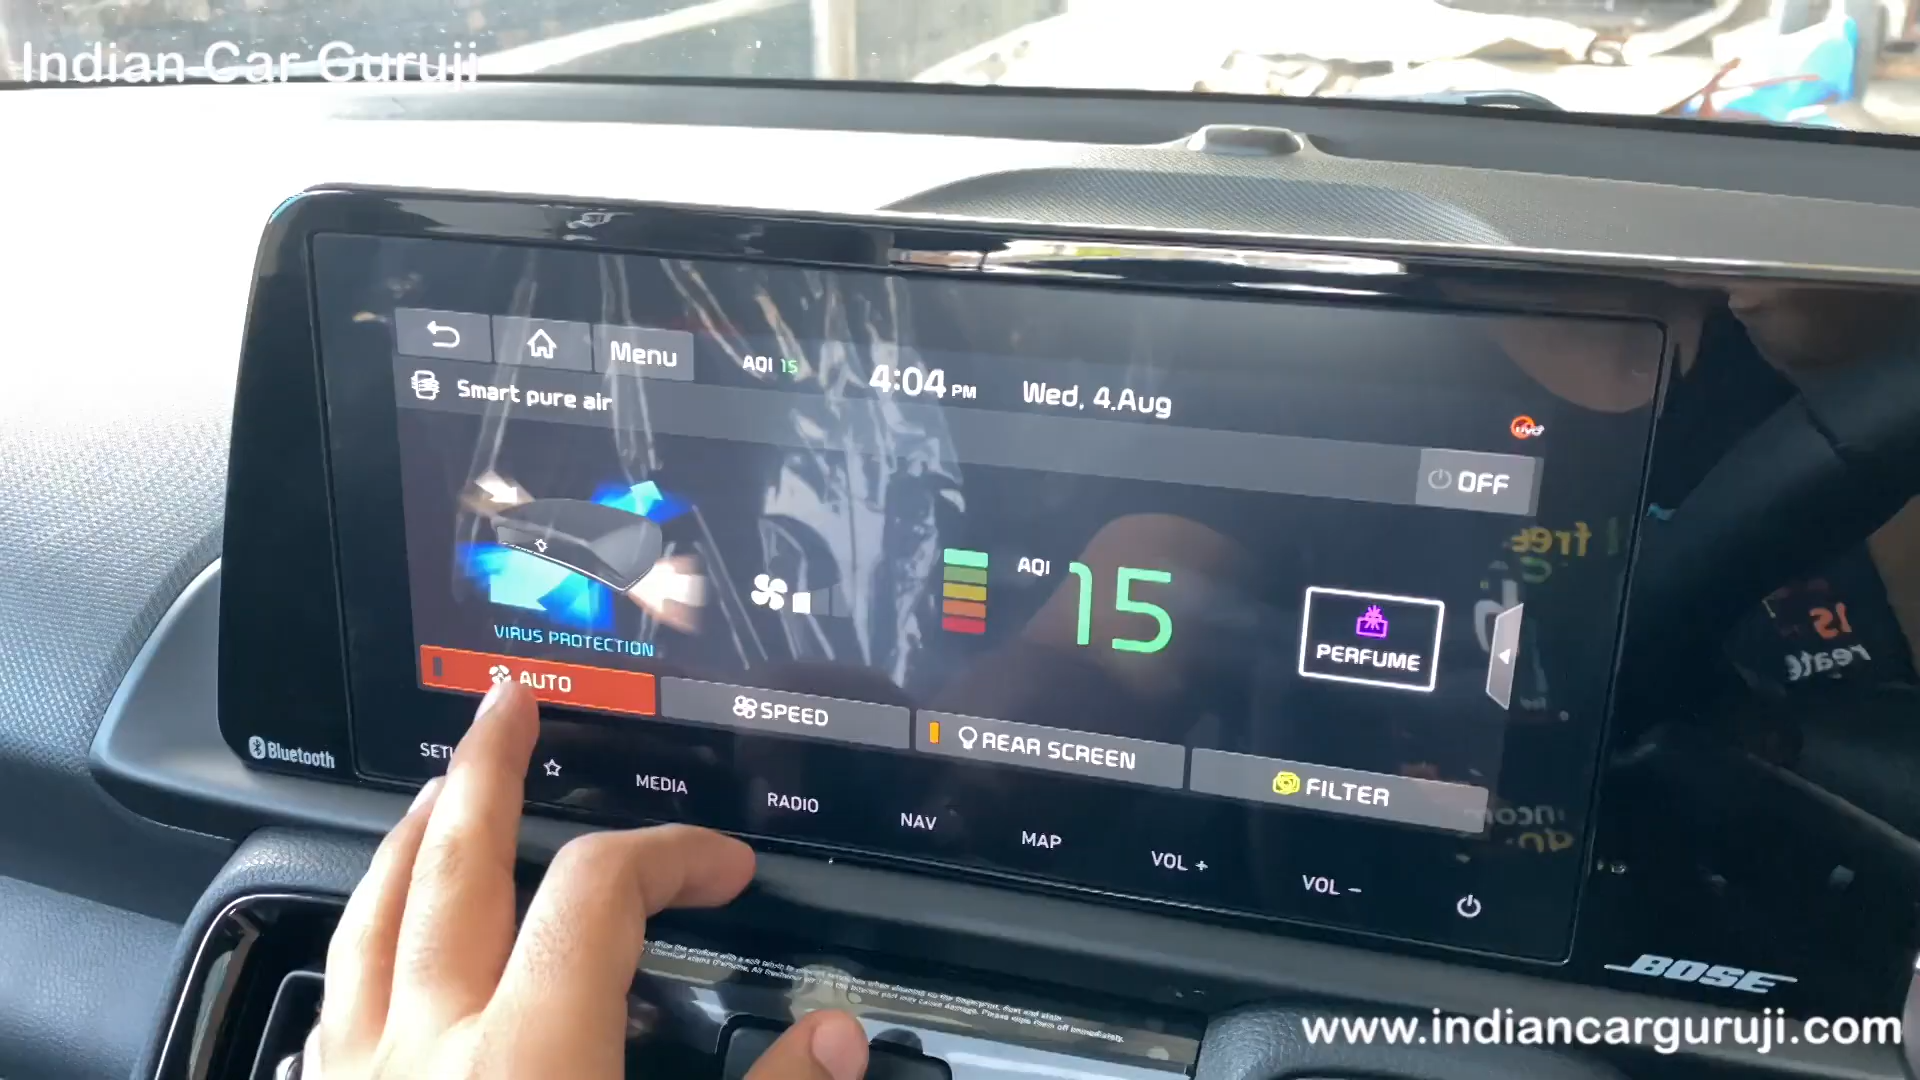 Indian Car Guruji
Menu
AQI 15
4:04 PM
Wed, 4.Aug
Smart pure air
OFF
AQI
15
PERFUME
VIRUS PROTECTION
AUTO
SPEED
REAR SCREEN
FILTER
Bluetooth
MEDIA
RADIO
NAV
MAP
VOL +
VOL −
BOSE
www.indiancarguruji.com